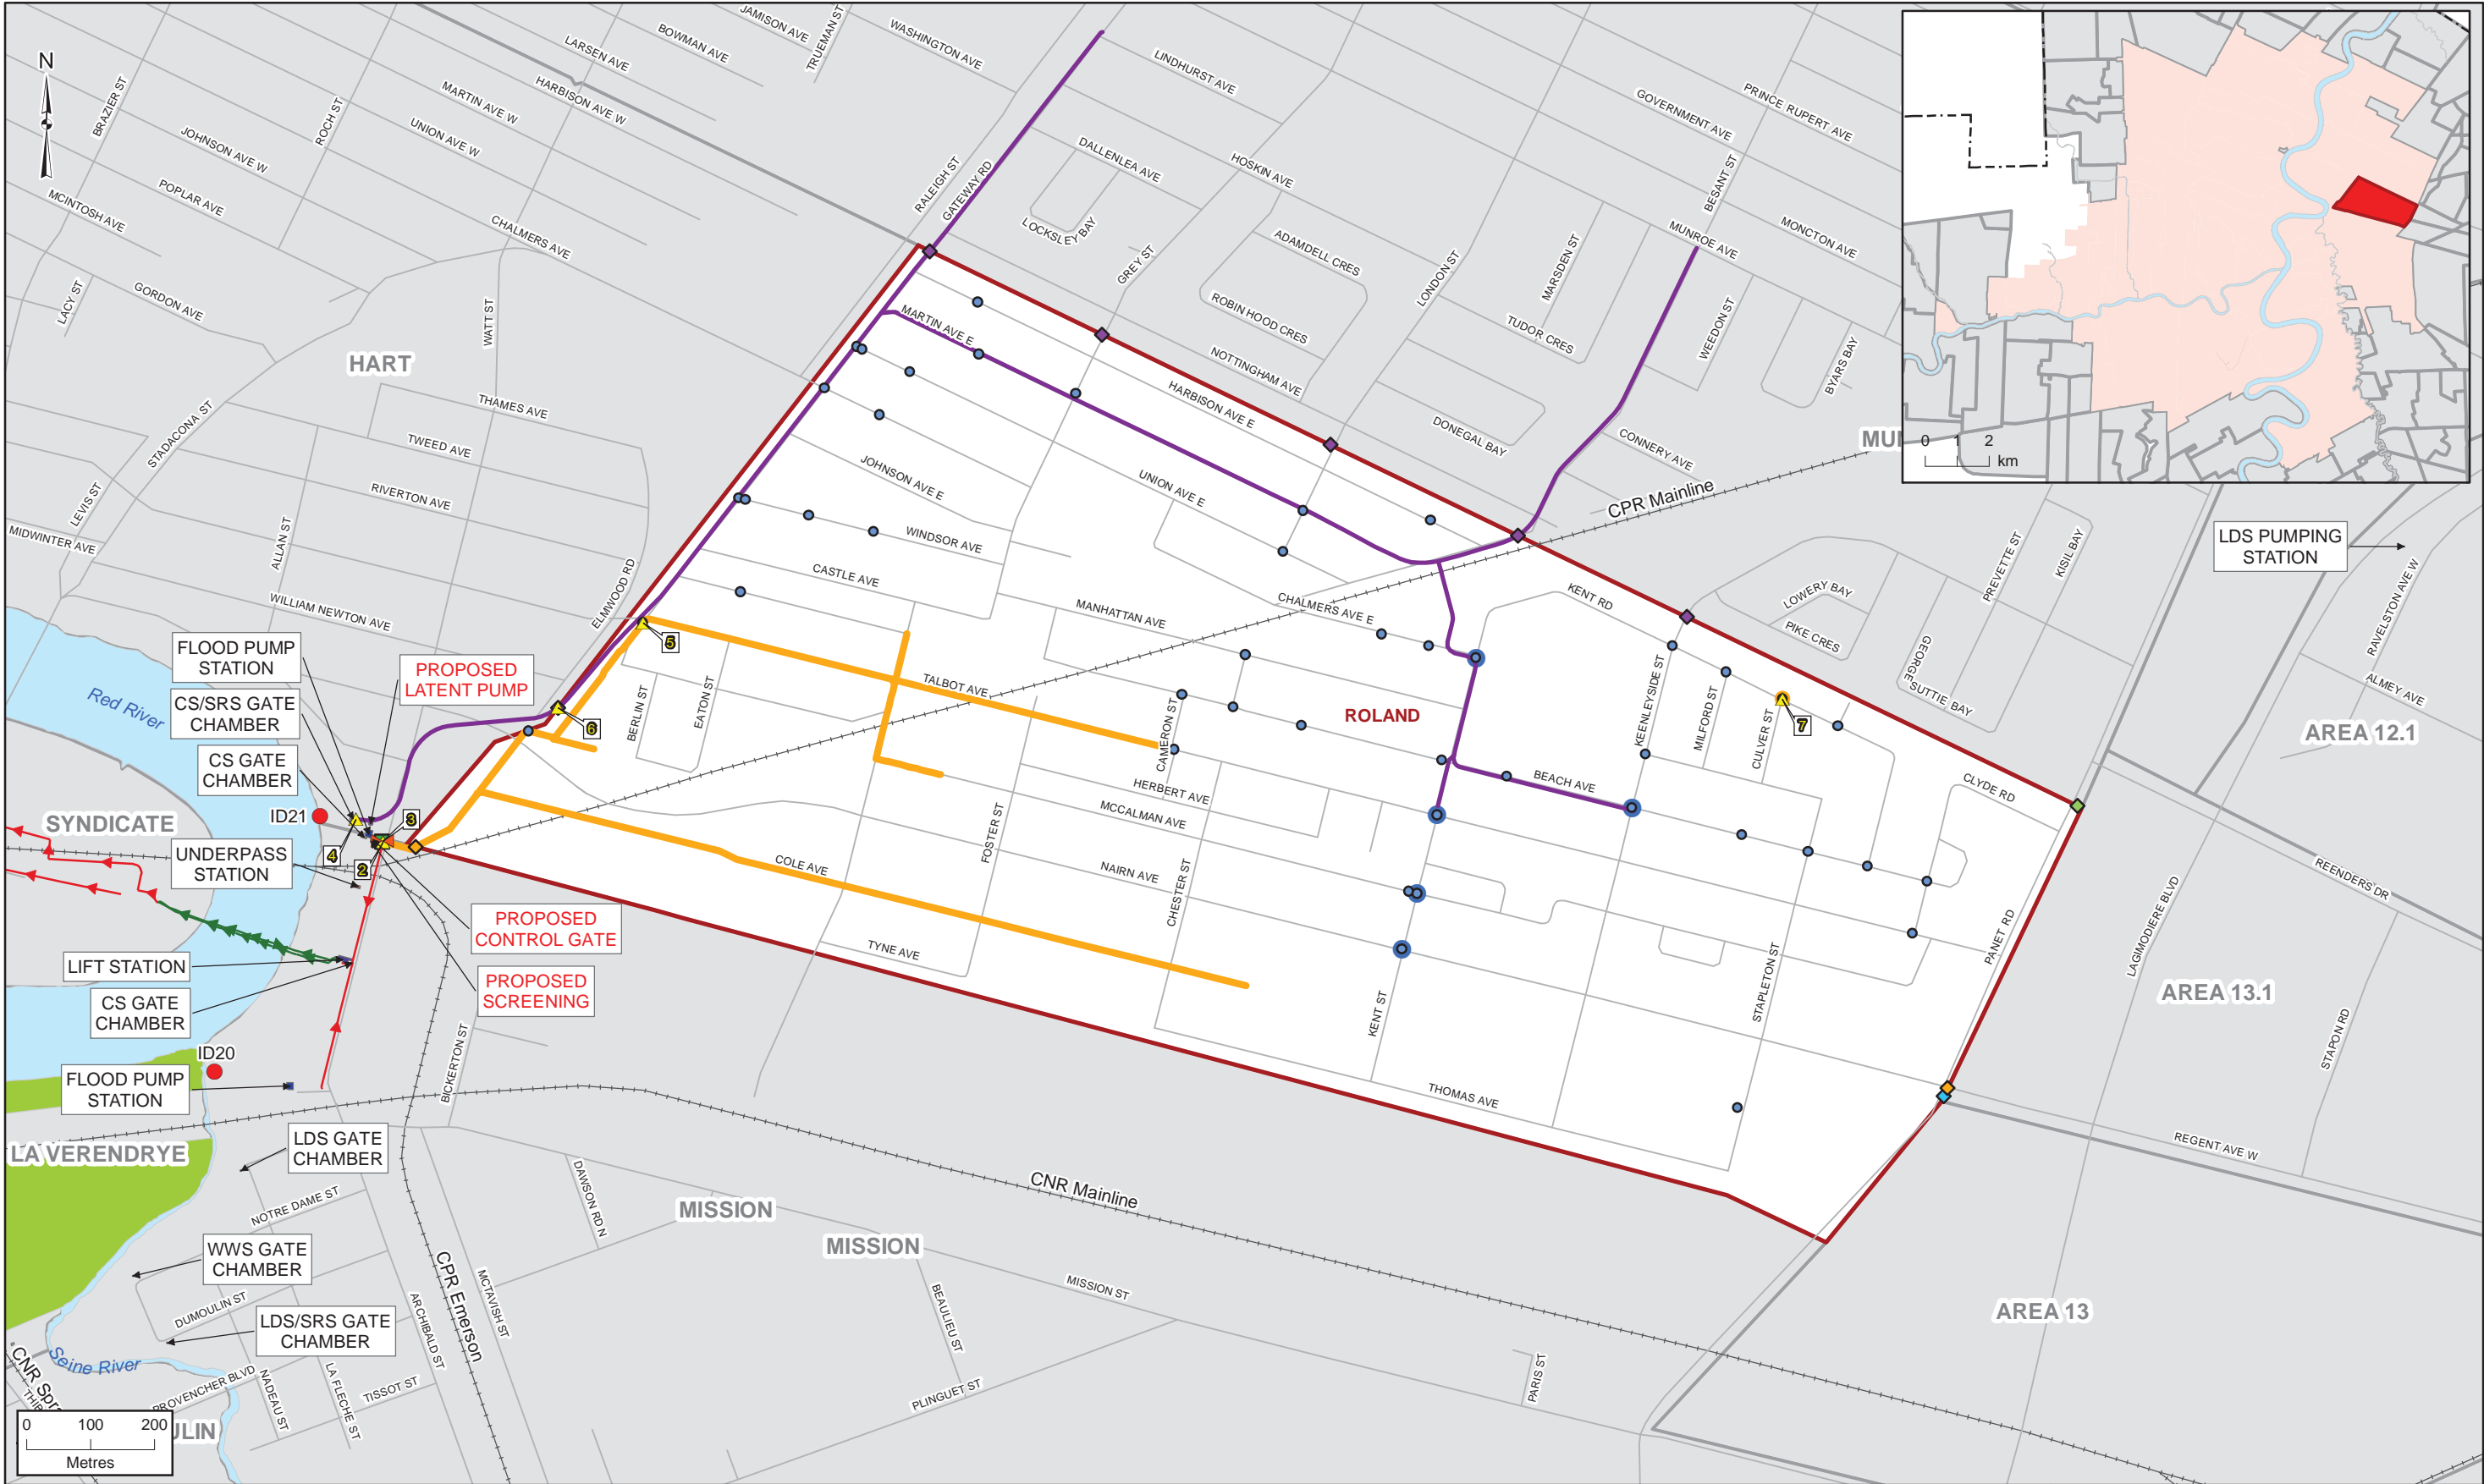 JAMISON AVE
TRUEMAN ST
WASHINGTON AVE
BOWMAN AVE
LARSEN AVE
HARBISON AVE W
MARTIN AVE W
UNION AVE W
LINDHURST AVE
GOVERNMENT AVE
PRINCE RUPERT AVE
N
BRAZIER ST
ROCH ST
JOHNSON AVE W
POPLAR AVE
MCINTOSH AVE
CHALMERS AVE
RALEIGH ST
GATEWAY RD
DALLENLEA AVE
HOSKIN AVE
LOCKSLEY BAY
GREY ST
ADAMDELL CRES
ROBIN HOOD CRES
NOTTINGHAM AVE
LONDON ST
MARSDEN ST
TUDOR CRES
BESANT ST
MUNROE AVE
MONCTON AVE
WEEDON ST
BYARS BAY
DONEGAL BAY
CONNERY AVE
0 1 2
km
MU
LACY ST
GORDON AVE
WATT ST
HART
THAMES AVE
TWEED AVE
STADACONA ST
RIVERTON AVE
LEVIS ST
ALLAN ST
MIDWINTER AVE
WILLIAM NEWTON AVE
ELMWOOD RD
MARTIN AVE E
HARBISON AVE E
JOHNSON AVE E
UNION AVE E
WINDSOR AVE
CASTLE AVE
MANHATTAN AVE
CHALMERS AVE E
KENT RD
CPR Mainline
LOWERY BAY
PIKE CRES
GEORGE
SUTTIE BAY
PREVETTE ST
KISIL BAY
LDS PUMPING
STATION
RAVELSTON AVE W
ALMEY AVE
AREA 12.1
FLOOD PUMP
STATION
CS/SRS GATE
CHAMBER
CS GATE
CHAMBER
PROPOSED
LATENT PUMP
Red River
5
6
BERLIN ST
EATON ST
TALBOT AVE
CAMERON ST
ROLAND
KEENLEYSIDE ST
MILFORD ST
CULVER ST
7
BEACH AVE
CLYDE RD
HERBERT AVE
MCCALMAN AVE
NAIRN AVE
FOSTER ST
COLE AVE
CHESTER ST
TYNE AVE
KENT ST
STAPLETON ST
PANET RD
LAGIMODIERE BLVD
REENDERS DR
AREA 13.1
STAPON RD
REGENT AVE W
THOMAS AVE
ID21
SYNDICATE
3
4
2
UNDERPASS
STATION
PROPOSED
CONTROL GATE
PROPOSED
SCREENING
LIFT STATION
CS GATE
CHAMBER
ID20
FLOOD PUMP
STATION
BICKERTON ST
LDS GATE
CHAMBER
LA VERENDRYE
NOTRE DAME ST
WWS GATE
CHAMBER
DUMOULIN ST
LDS/SRS GATE
CHAMBER
Seine River
PROVENCHER BLVD
NADEAU ST
LA FLECHE ST
TISSOT ST
ARCHIBALD ST
CPR Emerson
MCTAVISH ST
DAWSON RD N
MISSION
MISSION
CNR Mainline
MISSION ST
BEAULIEU ST
PLINGUET ST
PARIS ST
AREA 13
CNR Spr
THIB
ULIN
0 100 200
Metres